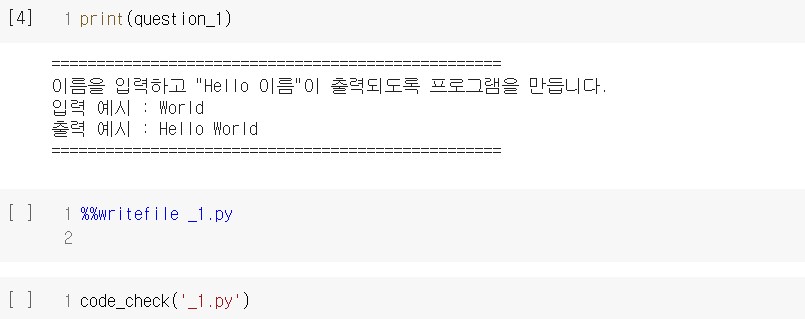 [4] 1 print(question_1)
==================================================
이름을 입력하고 "Hello 이름"이 출력되도록 프로그램을 만듭니다.
입력 예시 : World
출력 예시 : Hello World
==================================================
[ ] 1 %%writefile _1.py
2
[ ] 1 code_check('_1.py')